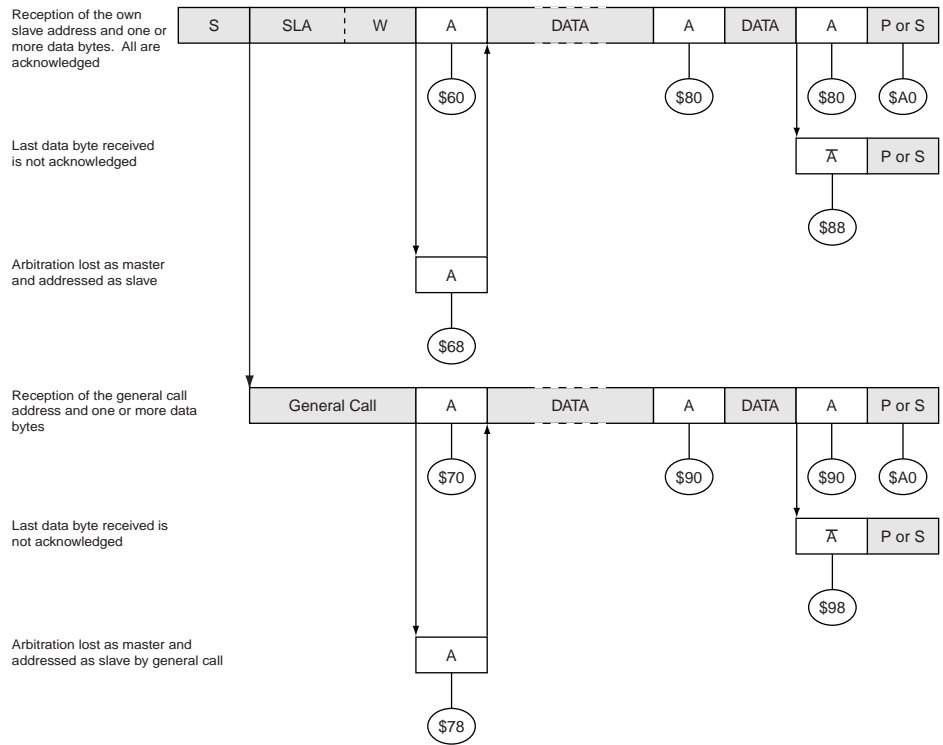 Reception of the own
slave address and one or
more data bytes. All are
acknowledged
S SLA W A DATA A DATA A P or S
$60 $80 $80 $A0
Last data byte received
is not acknowledged
A̅ P or S
$88
Arbitration lost as master
and addressed as slave
A
$68
Reception of the general call
address and one or more data
bytes
General Call A DATA A DATA A P or S
$70 $90 $90 $A0
Last data byte received is
not acknowledged
A̅ P or S
$98
Arbitration lost as master and
addressed as slave by general call
A
$78